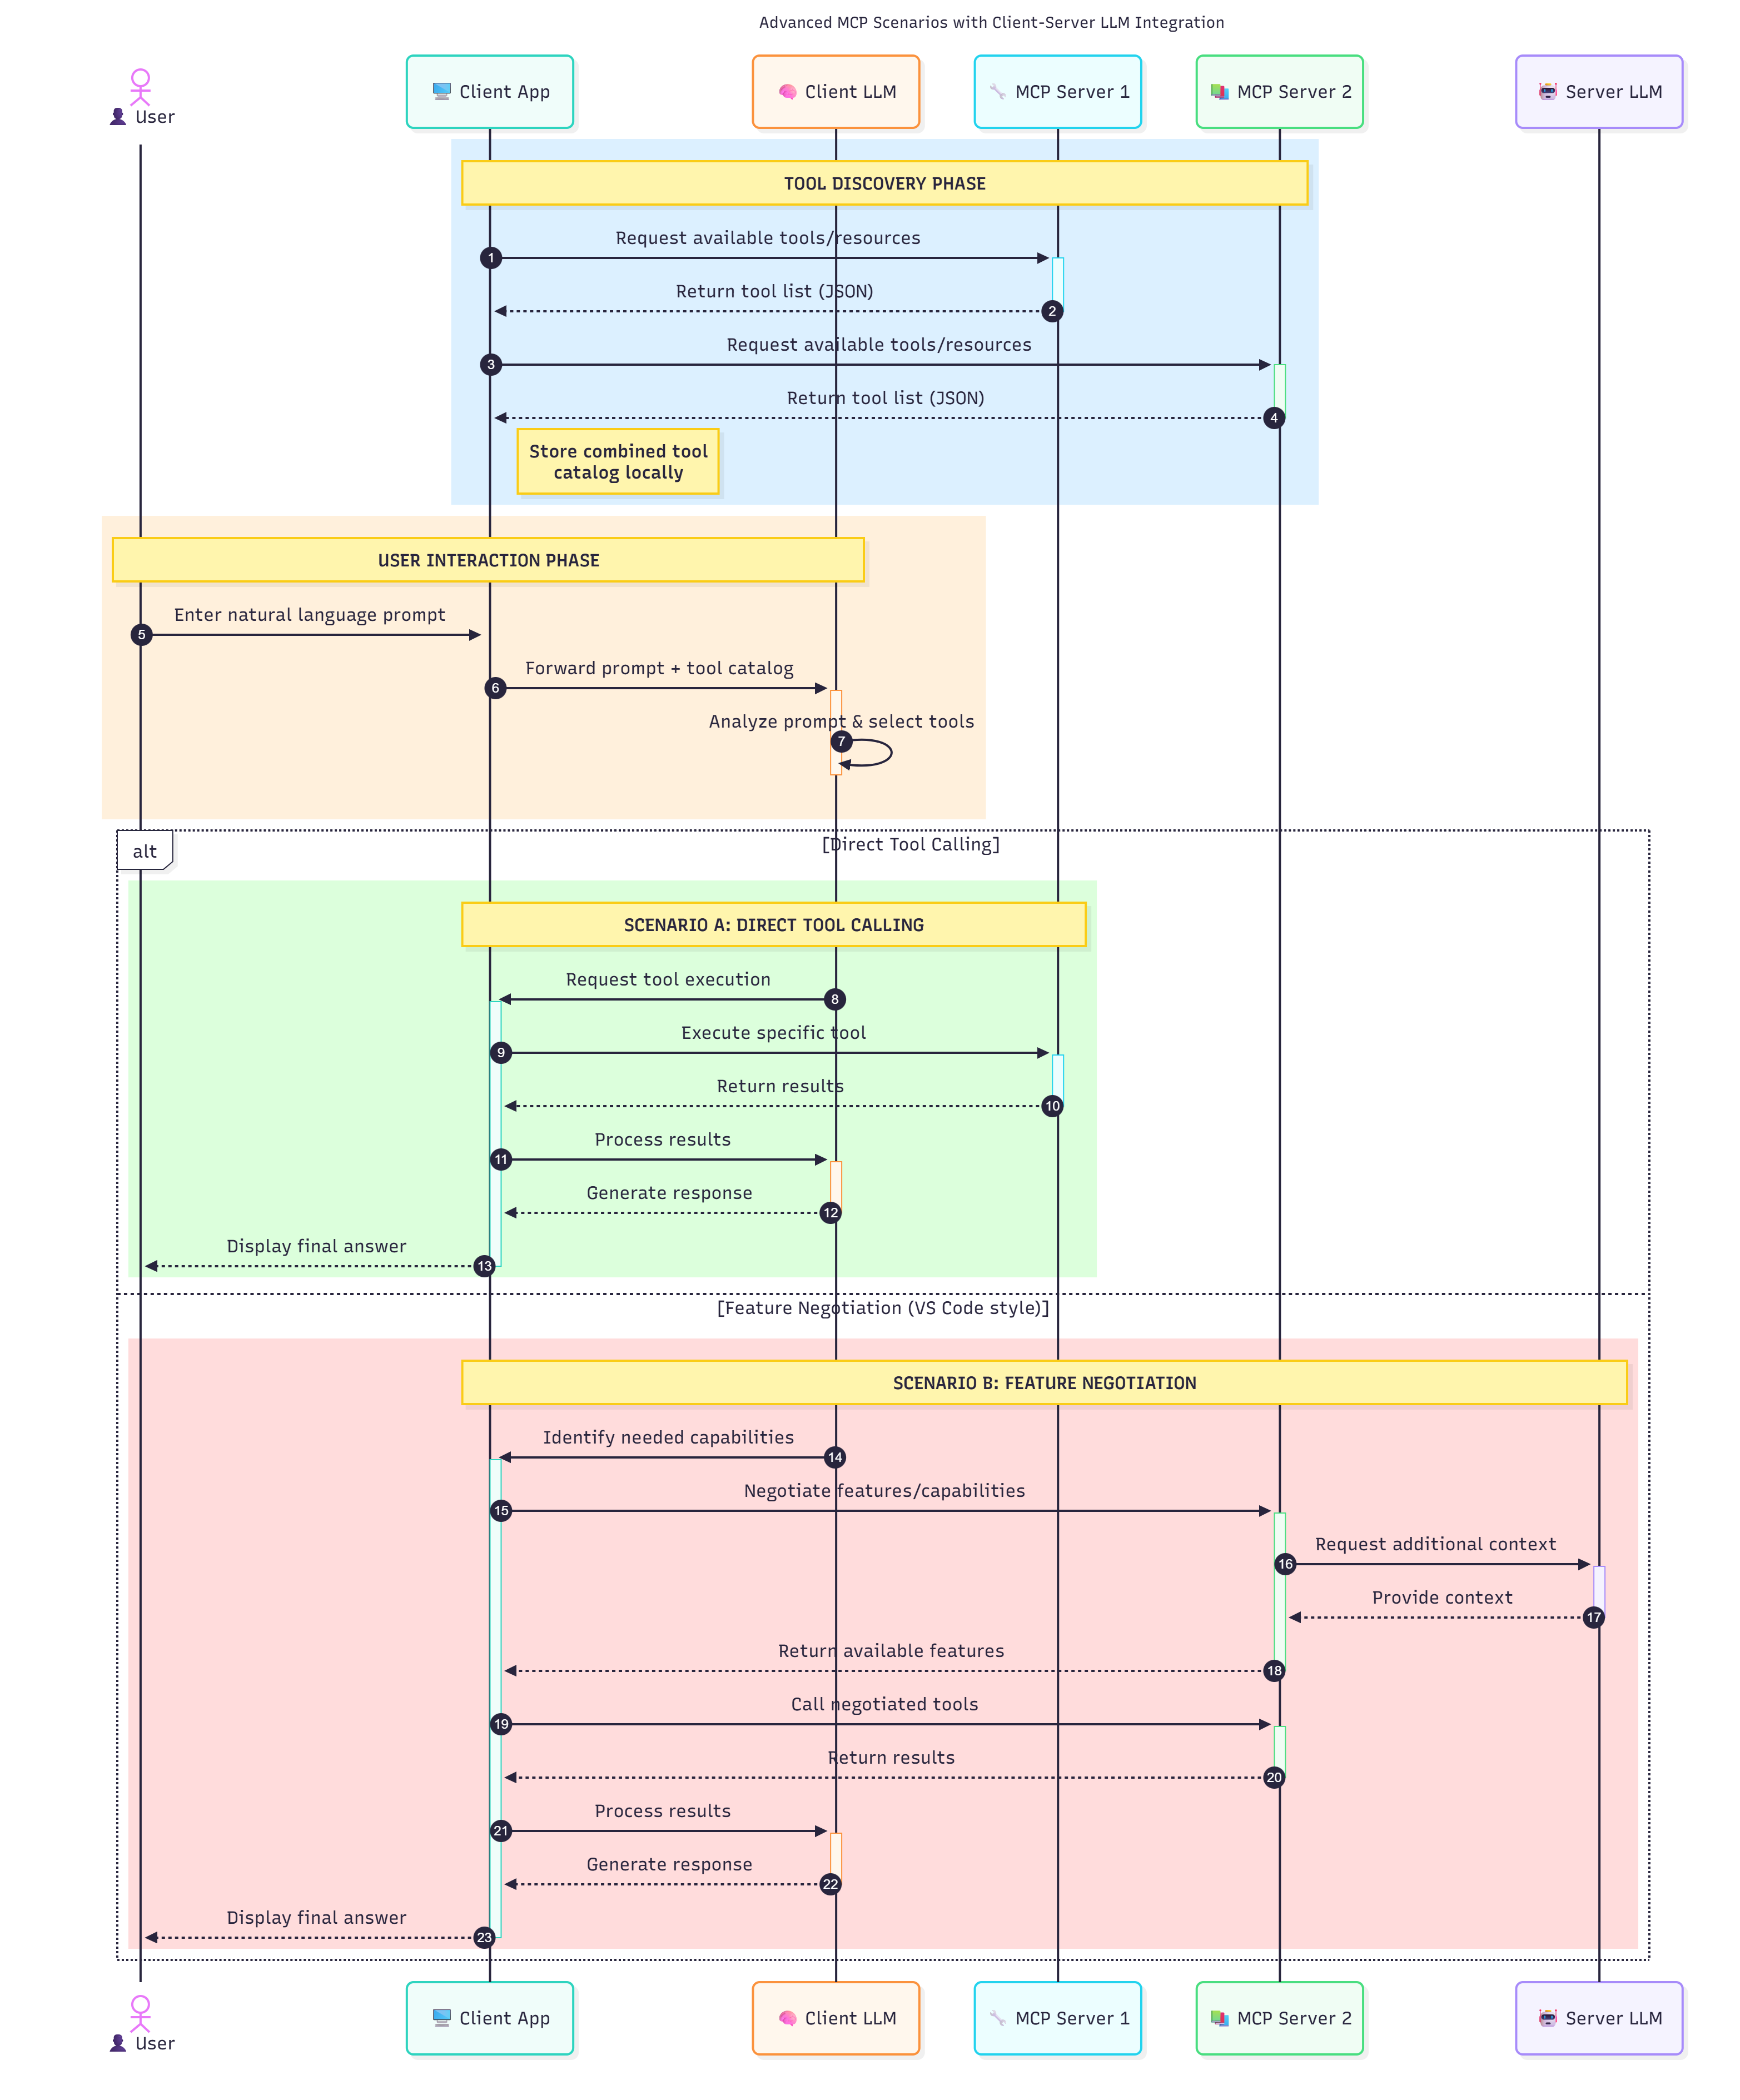 Advanced MCP Scenarios with Client-Server LLM Integration
User
Client App
Client LLM
MCP Server 1
MCP Server 2
Server LLM
TOOL DISCOVERY PHASE
Request available tools/resources
1
Return tool list (JSON)
2
Request available tools/resources
3
Return tool list (JSON)
4
Store combined tool
catalog locally
USER INTERACTION PHASE
Enter natural language prompt
5
Forward prompt + tool catalog
6
Analyze prompt & select tools
7
alt
[Direct Tool Calling]
SCENARIO A: DIRECT TOOL CALLING
Request tool execution
8
Execute specific tool
9
Return results
10
Process results
11
Generate response
12
Display final answer
13
[Feature Negotiation (VS Code style)]
SCENARIO B: FEATURE NEGOTIATION
Identify needed capabilities
14
Negotiate features/capabilities
15
Request additional context
16
Provide context
17
Return available features
18
Call negotiated tools
19
Return results
20
Process results
21
Generate response
22
Display final answer
23
User
Client App
Client LLM
MCP Server 1
MCP Server 2
Server LLM